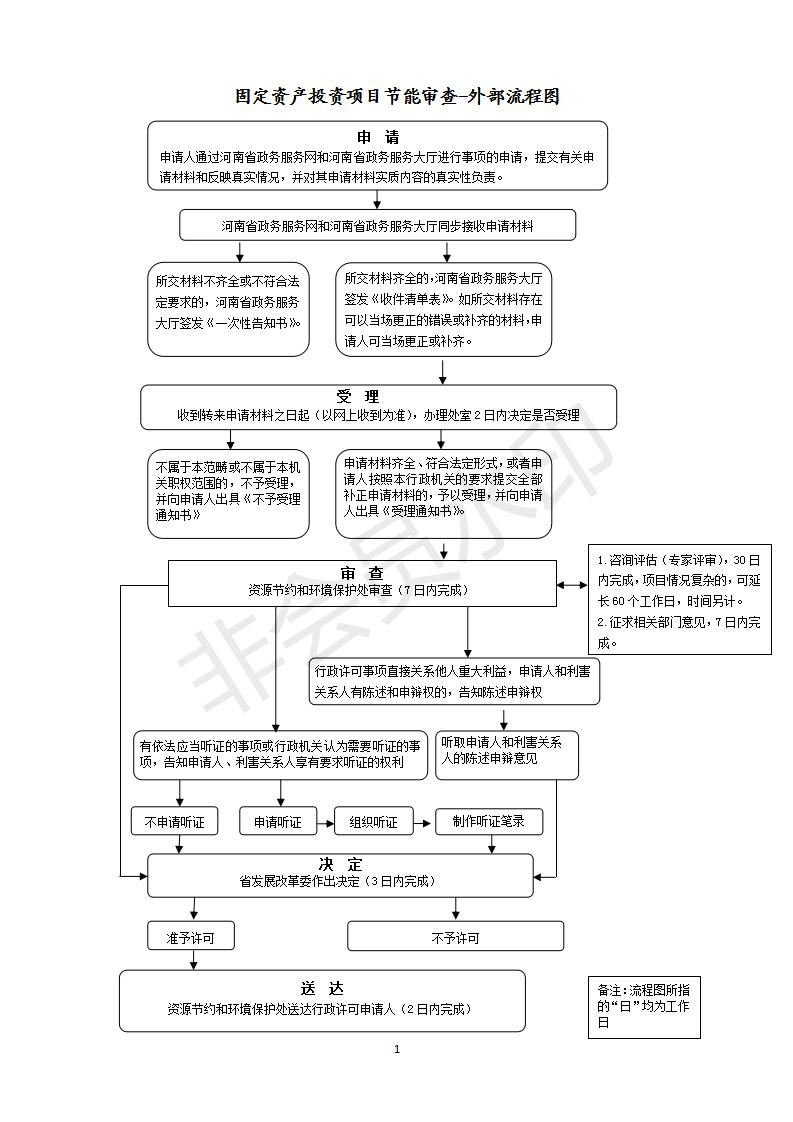 固定资产投资项目节能审查–外部流程图
申 请
申请人通过河南省政务服务网和河南省政务服务大厅进行事项的申请，提交有关申
请材料和反映真实情况，并对其申请材料实质内容的真实性负责。
河南省政务服务网和河南省政务服务大厅同步接收申请材料
所交材料不齐全或不符合法
定要求的，河南省政务服务
大厅签发《一次性告知书》。
所交材料齐全的，河南省政务服务大厅
签发《收件清单表》。如所交材料存在
可以当场更正的错误或补齐的材料，申
请人可当场更正或补齐。
受 理
收到转来申请材料之日起（以网上收到为准），办理处室2日内决定是否受理
不属于本范畴或不属于本机
关职权范围的，不予受理，
并向申请人出具《不予受理
通知书》
申请材料齐全、符合法定形式，或者申
请人按照本行政机关的要求提交全部
补正申请材料的，予以受理，并向申请
人出具《受理通知书》。
审 查
资源节约和环境保护处审查（7日内完成）
1.咨询评估（专家评审），30日
内完成，项目情况复杂的，可延
长60个工作日，时间另计。
2.征求相关部门意见，7日内完
成。
行政许可事项直接关系他人重大利益，申请人和利害
关系人有陈述和申辩权的，告知陈述申辩权
有依法应当听证的事项或行政机关认为需要听证的事
项，告知申请人、利害关系人享有要求听证的权利
听取申请人和利害关系
人的陈述申辩意见
不申请听证
申请听证
组织听证
制作听证笔录
决 定
省发展改革委作出决定（3日内完成）
准予许可
不予许可
送 达
资源节约和环境保护处送达行政许可申请人（2日内完成）
备注：流程图所指
的“日”均为工作
日
1
非会员水印